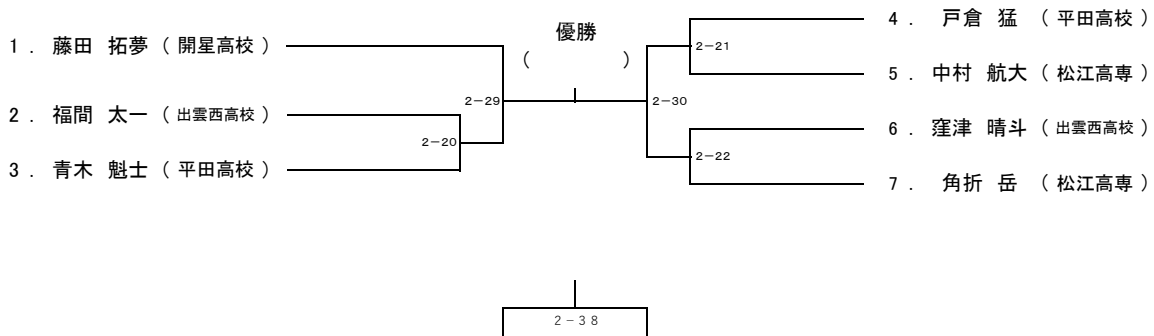 優勝
(　　　　)
1． 藤田 拓夢 （ 開星高校 ）
2． 福間 太一 （ 出雲西高校 ）
3． 青木 魁士 （ 平田高校 ）
2−29
2−20
4． 戸倉 猛 （ 平田高校 ）
5． 中村 航大 （ 松江高専 ）
6． 窪津 晴斗 （ 出雲西高校 ）
7． 角折 岳 （ 松江高専 ）
2−21
2−30
2−22
2−38